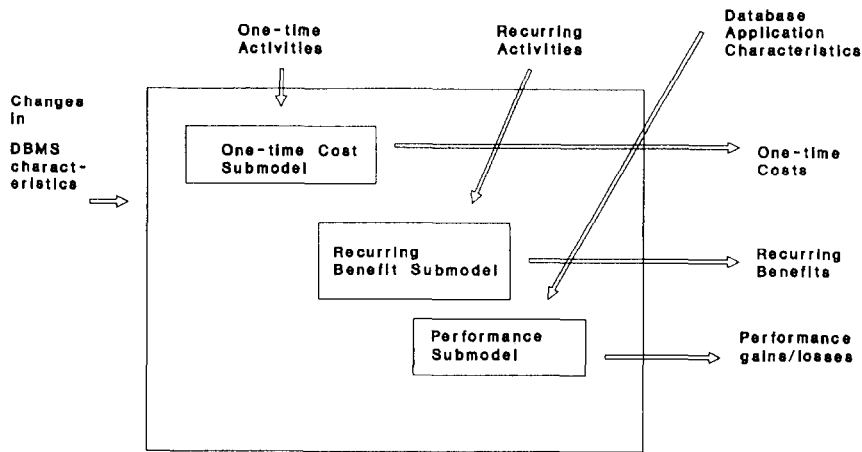 One-time
Activities
Recurring
Activities
Database
Application
Characteristics
Changes
in
DBMS
charact-
eristics
One-time Cost
Submodel
One-time
Costs
Recurring
Benefit Submodel
Recurring
Benefits
Performance
Submodel
Performance
gains/losses